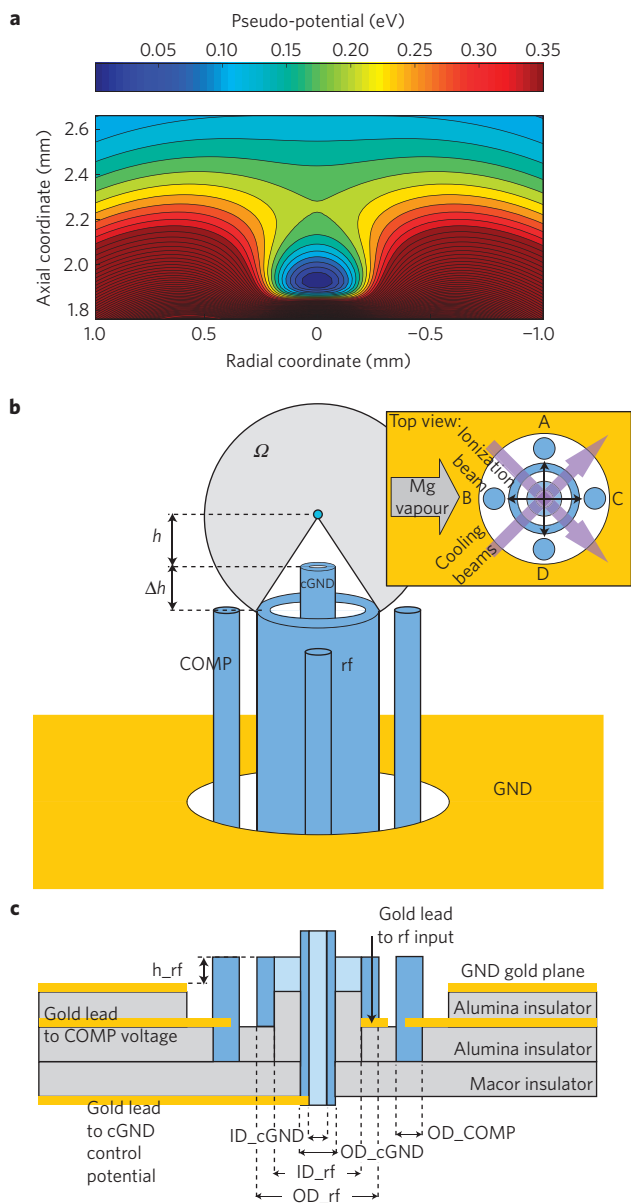 a
Pseudo-potential (eV)
0.05 0.10 0.15 0.20 0.25 0.30 0.35
Axial coordinate (mm)
2.6
2.4
2.2
2.0
1.8
1.0 0.5 0 −0.5 −1.0
Radial coordinate (mm)
b
Ω
h
Δh
cGND
COMP
rf
GND
Top view:
A
Ionization
beam
Mg
vapour
B
C
Cooling
beams
D
c
Gold lead
to rf input
h_rf
GND gold plane
Gold lead
to COMP voltage
Alumina insulator
Alumina insulator
Macor insulator
Gold lead
to cGND
control
potential
ID_cGND
OD_cGND
OD_COMP
ID_rf
OD_rf